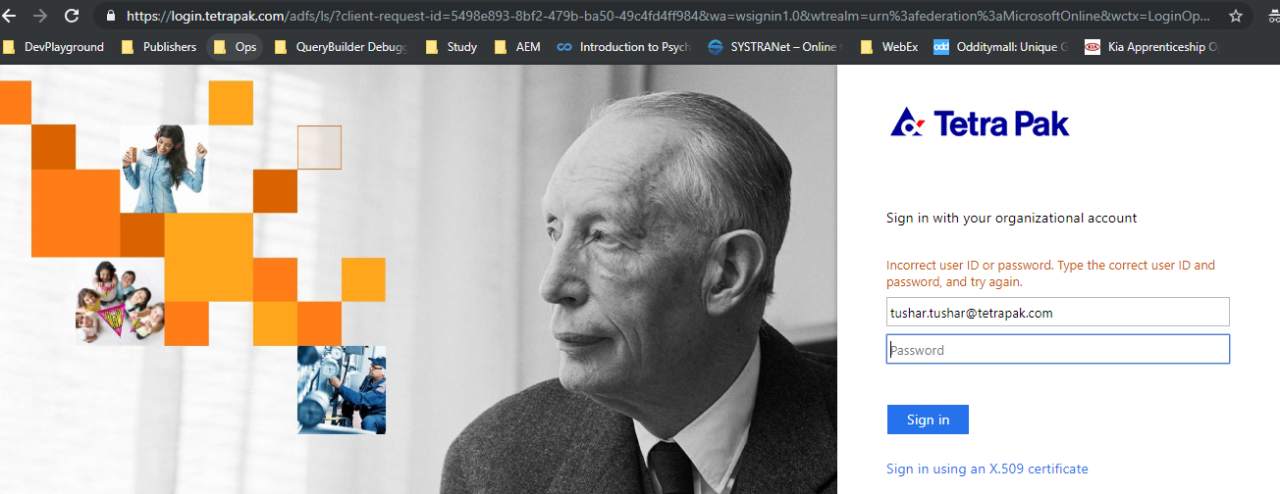 https://login.tetrapak.com/adfs/ls/?client-request-id=5498e893-8bf2-479b-ba50-49c4fd4ff984&wa=wsignin1.0&wtrealm=urn%3afederation%3aMicrosoftOnline&wctx=LoginOp...
DevPlayground Publishers Ops QueryBuilder Debugg Study AEM Introduction to Psych SYSTRANet – Online WebEx odd Odditymall: Unique G KIA Kia Apprenticeship O
Tetra Pak
Sign in with your organizational account
Incorrect user ID or password. Type the correct user ID and
password, and try again.
tushar.tushar@tetrapak.com
Password
Sign in
Sign in using an X.509 certificate